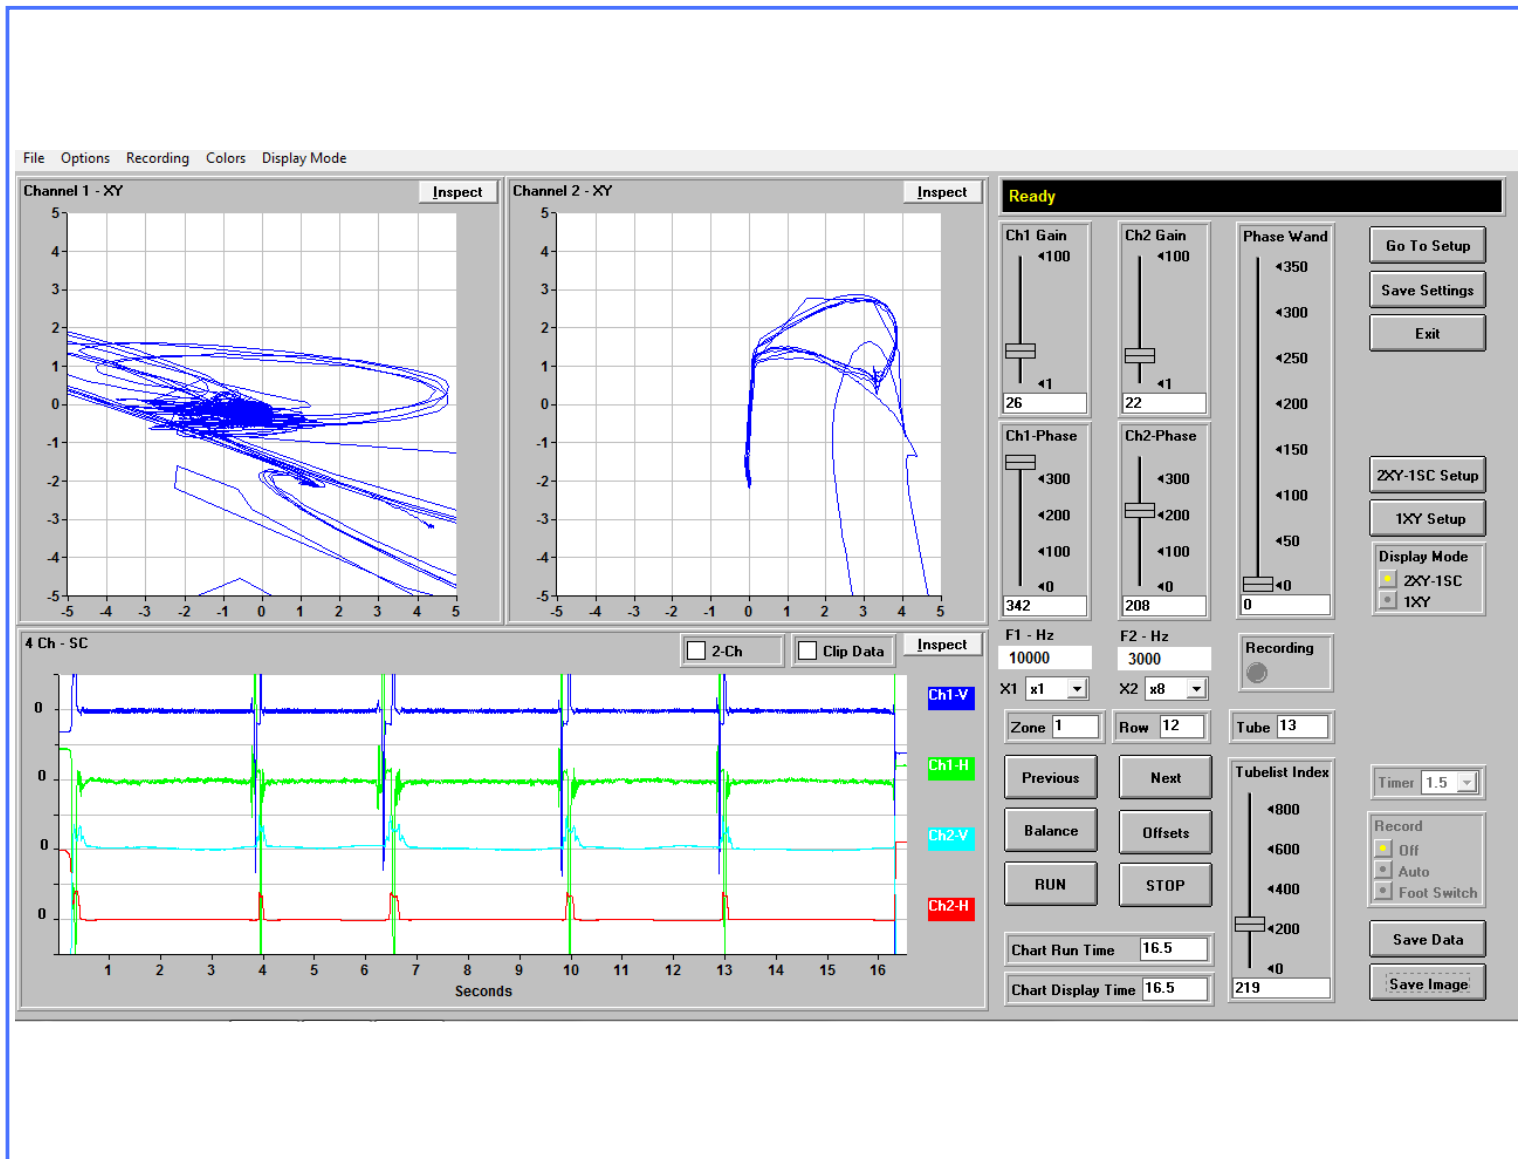 File Options Recording Colors Display Mode
Channel 1 - XY
Inspect
5
4
3
2
1
0
-1
-2
-3
-4
-5
-5 -4 -3 -2 -1 0 1 2 3 4 5
Channel 2 - XY
Inspect
5
4
3
2
1
0
-1
-2
-3
-4
-5
-5 -4 -3 -2 -1 0 1 2 3 4 5
4 Ch - SC
2-Ch
Clip Data
Inspect
0
0
0
0
Ch1-V
Ch1-H
Ch2-V
Ch2-H
1 2 3 4 5 6 7 8 9 10 11 12 13 14 15 16
Seconds
Ready
Ch1 Gain
100
1
26
Ch2 Gain
100
1
22
Phase Wand
350
300
250
200
150
100
50
0
0
Go To Setup
Save Settings
Exit
Ch1-Phase
300
200
100
0
342
Ch2-Phase
300
200
100
0
208
2XY-1SC Setup
1XY Setup
Display Mode
2XY-1SC
1XY
F1 - Hz
10000
F2 - Hz
3000
Recording
X1 x1
X2 x8
Zone 1
Row 12
Tube 13
Previous
Next
Balance
Offsets
RUN
STOP
Tubelist Index
800
600
400
200
0
219
Timer 1.5
Record
Off
Auto
Foot Switch
Chart Run Time 16.5
Chart Display Time 16.5
Save Data
Save Image